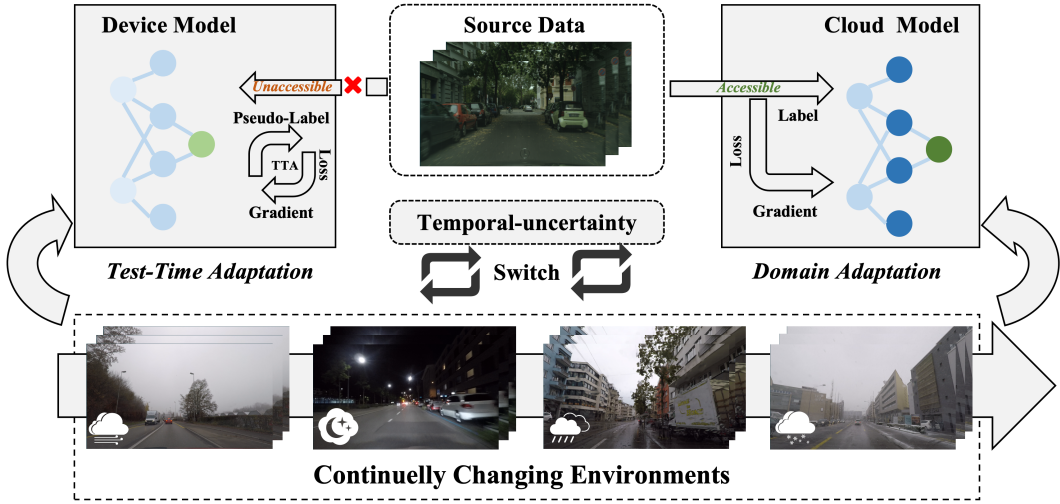 Device Model
Source Data
Cloud Model
Unaccessible
Accessible
Pseudo-Label
Label
TTA
Loss
Loss
Gradient
Gradient
Temporal-uncertainty
Test-Time Adaptation
Switch
Domain Adaptation
Continuelly Changing Environments